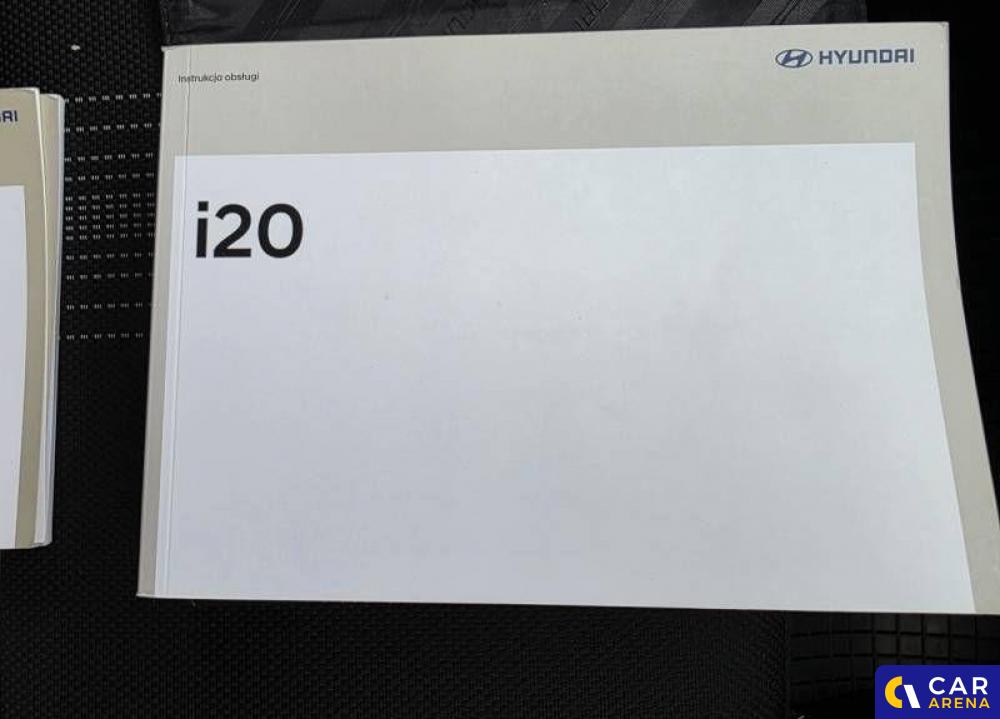 Instrukcja obsługi
HYUNDAI
i20
CAR
ARENA